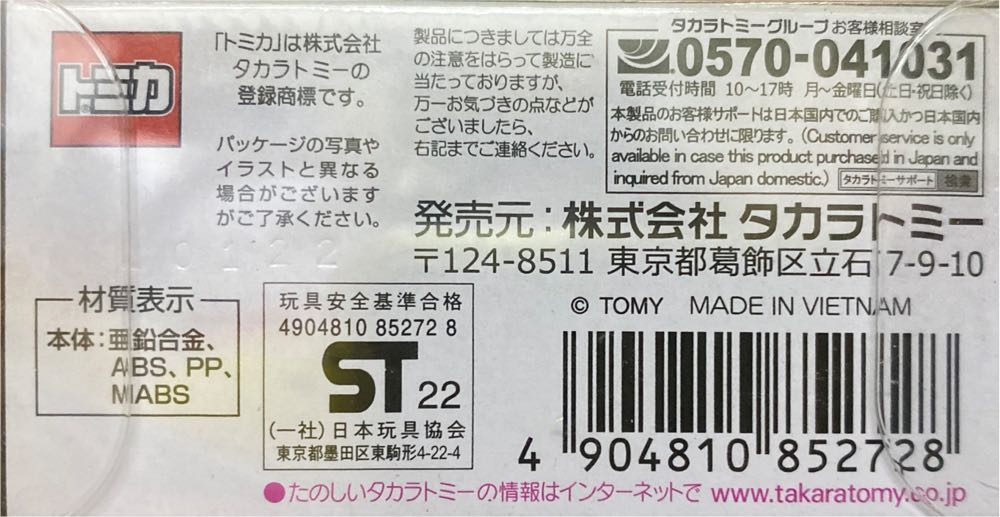 トミカ
「トミカ」は株式会社
タカラトミーの
登録商標です。
パッケージの写真や
イラストと異なる
場合がございます
がご了承ください。
製品につきましては万全
の注意をはらって製造に
当たっておりますが、
万一お気づきの点などが
ございましたら、
右記までご連絡ください。
タカラトミーグループ お客様相談室
0570-041031
電話受付時間 10〜17時 月〜金曜日(土日・祝日除く)
本製品のお客様サポートは日本国内でのご購入かつ日本国内
からのお問い合わせに限ります。(Customer service is only
available in case this product purchased in Japan and
inquired from Japan domestic.) タカラトミーサポート 検索
発売元：株式会社 タカラトミー
〒124-8511 東京都葛飾区立石 7-9-10
材質表示
本体：亜鉛合金、
ABS、PP、
MABS
玩具安全基準合格
4904810 85272 8
ST 22
(一社)日本玩具協会
東京都墨田区東駒形4-22-4
© TOMY MADE IN VIETNAM
4 904810 852728
●たのしいタカラトミーの情報はインターネットで www.takaratomy.co.jp